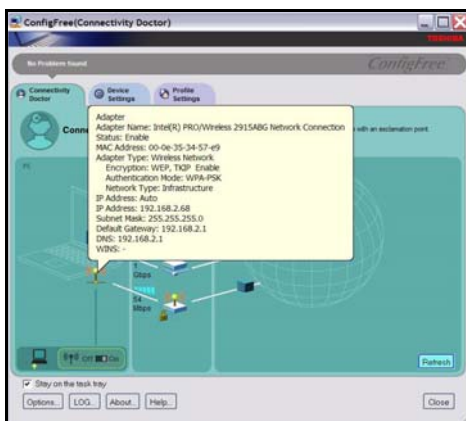 ConfigFree(Connectivity Doctor)
TOSHIBA
No Problem found
ConfigFree
Connectivity Doctor
Device Settings
Profile Settings
Conne
with an exclamation point.
Adapter
Adapter Name: Intel(R) PRO/Wireless 2915ABG Network Connection
Status: Enable
MAC Address: 00-0e-35-34-57-e9
Adapter Type: Wireless Network
Encryption: WEP, TKIP Enable
Authentication Mode: WPA-PSK
Network Type: Infrastructure
IP Address: Auto
IP Address: 192.168.2.68
Subnet Mask: 255.255.255.0
Default Gateway: 192.168.2.1
DNS: 192.168.2.1
WINS: -
PC
1
Gbps
54
Mbps
Off On
Refresh
Stay on the task tray
Options... LOG... About... Help... Close